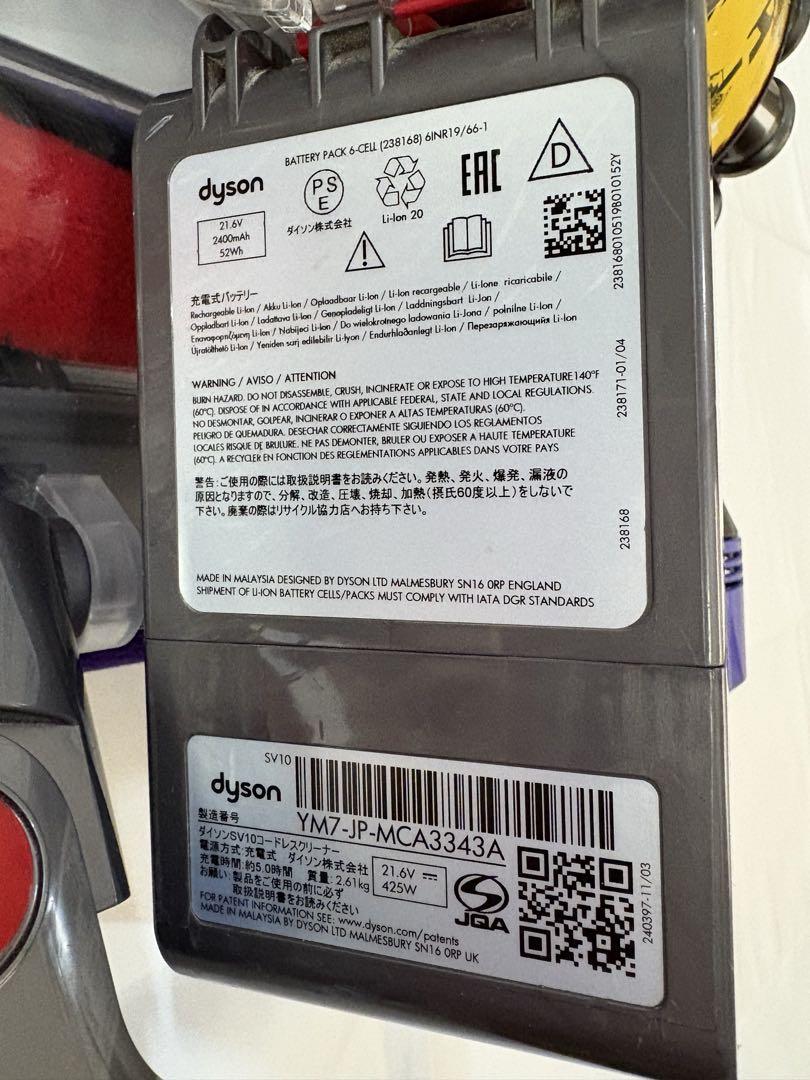 BATTERY PACK 6-CELL (238168) 6INR19/66-1
dyson
PSE
EAC
D
21.6V
2400mAh
52Wh
ダイソン株式会社
Li-Ion 20
238168010519B010152Y
充電式バッテリー
Rechargeable Li-Ion / Akku Li-Ion / Oplaadbaar Li-Ion / Li-Ion recargeable / Li-Ione ricaricabile /
Oppladbart Li-Ion / Ladattava Li-Ion / Genopladeligt Li-Ion / Laddningsbart Li-Jon /
Επαναφορτιζόμενη Li-Ion / Nabíjecí Li-Ion / Do wielokrotnego ladowania Li-Jona / polnilne Li-Ion /
Újratölthető Li-Ion / Yeniden sarj edilebilir Li-Iyon / Endurhlaðanlegt Li-Ion / Перезаряжающийся Li-Ion
238171-01/04
WARNING / AVISO / ATTENTION
BURN HAZARD. DO NOT DISASSEMBLE, CRUSH, INCINERATE OR EXPOSE TO HIGH TEMPERATURE 140°F
(60°C). DISPOSE OF IN ACCORDANCE WITH APPLICABLE FEDERAL, STATE AND LOCAL REGULATIONS.
NO DESMONTAR, GOLPEAR, INCINERAR O EXPONER A ALTAS TEMPERATURAS (60°C).
PELIGRO DE QUEMADURA. DESECHAR CORRECTAMENTE SIGUIENDO LOS REGLAMENTOS
LOCALES RISQUE DE BRULURE. NE PAS DEMONTER, BRULER OU EXPOSER A HAUTE TEMPERATURE
(60°C). A RECYCLER EN FONCTION DES REGLEMENTATIONS APPLICABLES DANS VOTRE PAYS
警告:ご使用の際には取扱説明書をお読みください。発熱、発火、爆発、漏液の
原因となりますので、分解、改造、圧壊、焼却、加熱(摂氏60度以上)をしないで
下さい。廃棄の際はリサイクル協力店へお持ち下さい。
238168
MADE IN MALAYSIA DESIGNED BY DYSON LTD MALMESBURY SN16 0RP ENGLAND
SHIPMENT OF LI-ION BATTERY CELLS/PACKS MUST COMPLY WITH IATA DGR STANDARDS
SV10
dyson
製造番号
YM7-JP-MCA3343A
ダイソンSV10コードレスクリーナー
電源方式:充電式 ダイソン株式会社
充電時間:約5.0時間 質量:2.61kg
お願い:製品をご使用の前に必ず
取扱説明書をお読みください
21.6V
425W
JQA
FOR PATENT INFORMATION SEE: www.dyson.com/patents
MADE IN MALAYSIA BY DYSON LTD MALMESBURY SN16 0RP UK
240397-11/03